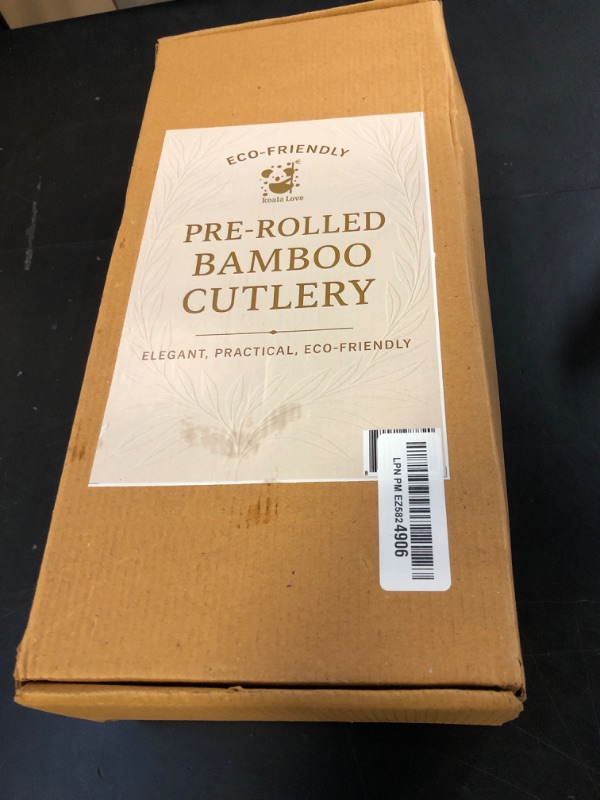 ECO-FRIENDLY
koala Love
PRE-ROLLED
BAMBOO
CUTLERY
ELEGANT, PRACTICAL, ECO-FRIENDLY
LPN PM EZ5824906